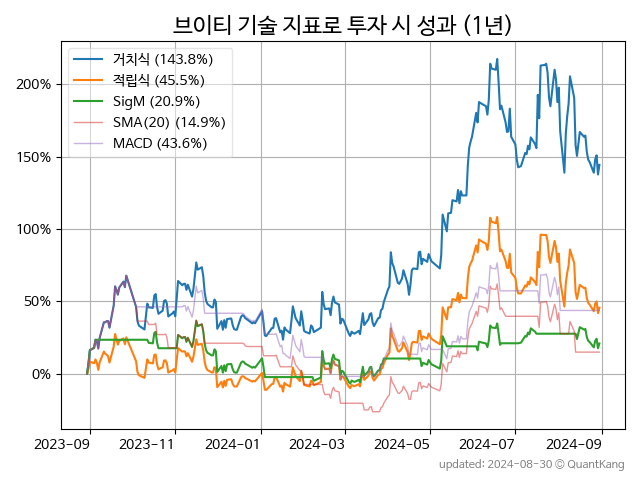 브이티 기술 지표로 투자 시 성과 (1년)
거치식 (143.8%)
적립식 (45.5%)
SigM (20.9%)
SMA(20) (14.9%)
MACD (43.6%)
200%
150%
100%
50%
0%
2023-09 2023-11 2024-01 2024-03 2024-05 2024-07 2024-09
updated: 2024-08-30 © QuantKang